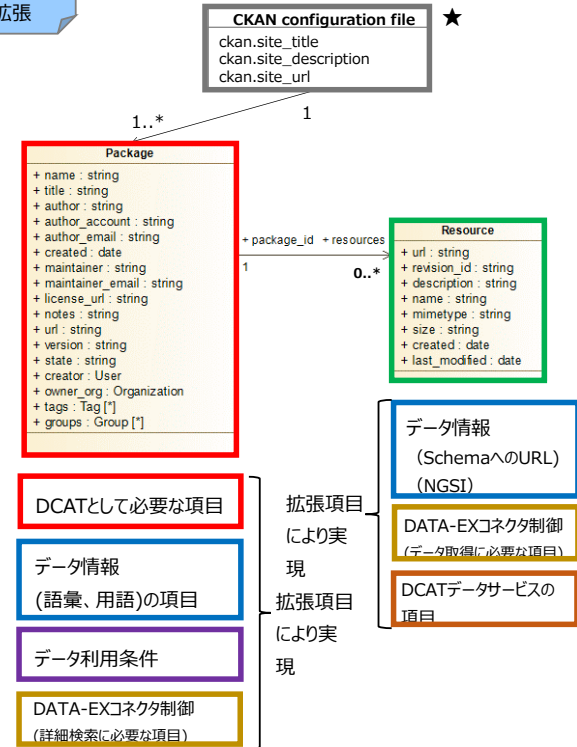 拡張
CKAN configuration file
★
ckan.site_title
ckan.site_description
ckan.site_url
1..*
1
Package
+ name : string
+ title : string
+ author : string
+ author_account : string
+ author_email : string
+ created : date
+ maintainer : string
+ maintainer_email : string
+ license_url : string
+ notes : string
+ url : string
+ version : string
+ state : string
+ creator : User
+ owner_org : Organization
+ tags : Tag [*]
+ groups : Group [*]
+ package_id + resources
1
0..*
Resource
+ url : string
+ revision_id : string
+ description : string
+ name : string
+ mimetype : string
+ size : string
+ created : date
+ last_modified : date
DCATとして必要な項目
データ情報
(語彙、用語)の項目
データ利用条件
DATA-EXコネクタ制御
(詳細検索に必要な項目)
拡張項目
により実
現
拡張項目
により実
現
データ情報
（SchemaへのURL)
（NGSI）
DATA-EXコネクタ制御
(データ取得に必要な項目)
DCATデータサービスの
項目